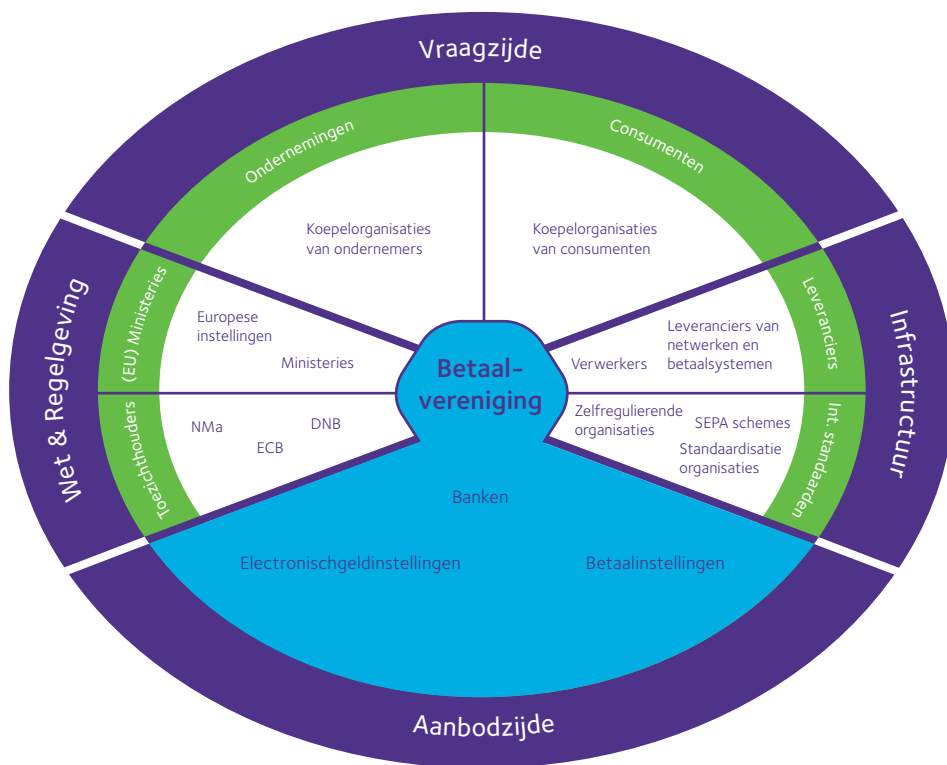 Vraagzijde
Ondernemingen
Consumenten
Koepelorganisaties
van ondernemers
Koepelorganisaties
van consumenten
Wet & Regelgeving
(EU) Ministeries
Europese
instellingen
Ministeries
Toezichthouders
NMa
DNB
ECB
Betaal-
vereniging
Verwerkers
Leveranciers van
netwerken en
betaalsystemen
Leveranciers
Infrastructuur
Zelfregulierende
organisaties
SEPA schemes
Standaardisatie
organisaties
Int. standaarden
Banken
Electronischgeldinstellingen
Betaalinstellingen
Aanbodzijde